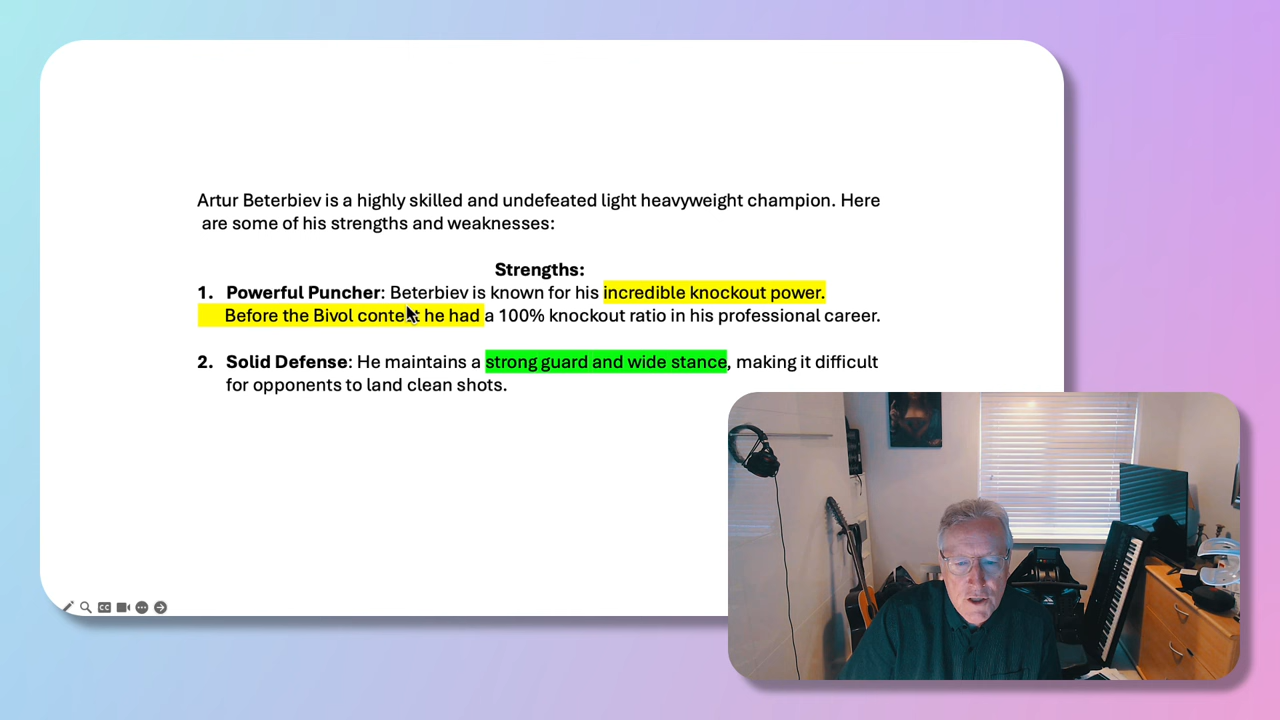 Artur Beterbiev is a highly skilled and undefeated light heavyweight champion. Here
are some of his strengths and weaknesses:
Strengths:
1. Powerful Puncher: Beterbiev is known for his incredible knockout power.
Before the Bivol contest he had a 100% knockout ratio in his professional career.
2. Solid Defense: He maintains a strong guard and wide stance, making it difficult
for opponents to land clean shots.
CC